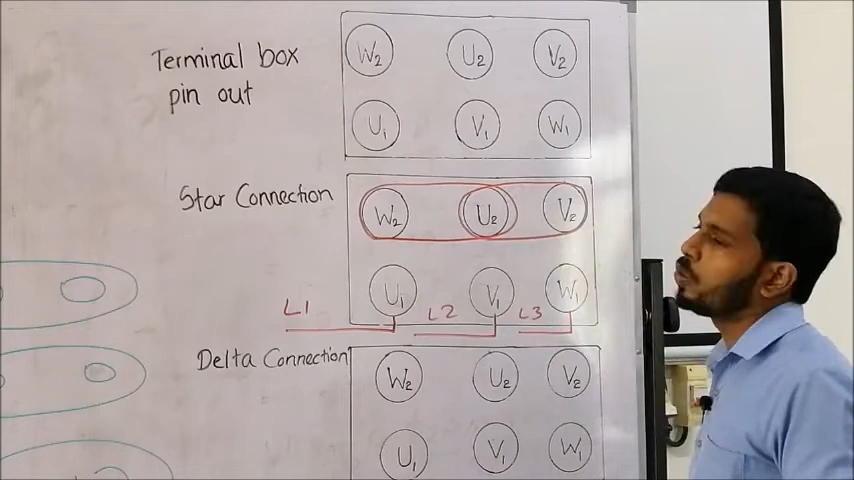 Terminal box
pin out
W2 U2 V2
U1 V1 W1
Star Connection
W2 U2 V2
U1 V1 W1
L1 L2 L3
Delta Connection
W2 U2 V2
U1 V1 W1